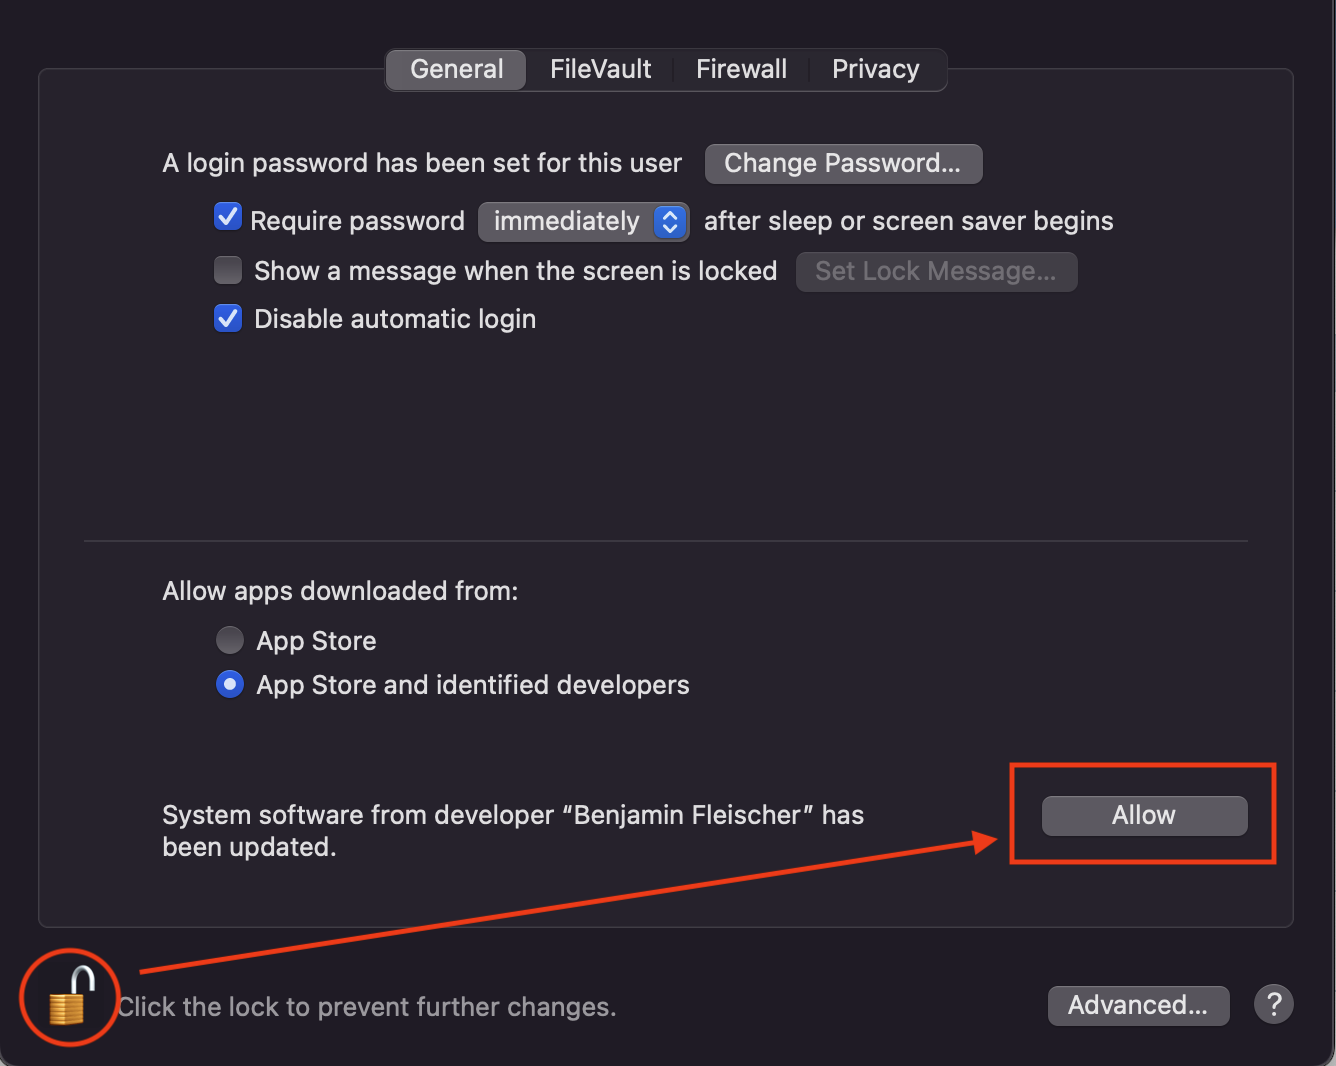 General FileVault Firewall Privacy
A login password has been set for this user Change Password...
Require password immediately after sleep or screen saver begins
Show a message when the screen is locked Set Lock Message...
Disable automatic login
Allow apps downloaded from:
App Store
App Store and identified developers
System software from developer “Benjamin Fleischer” has
been updated.
Allow
Click the lock to prevent further changes.
Advanced... ?